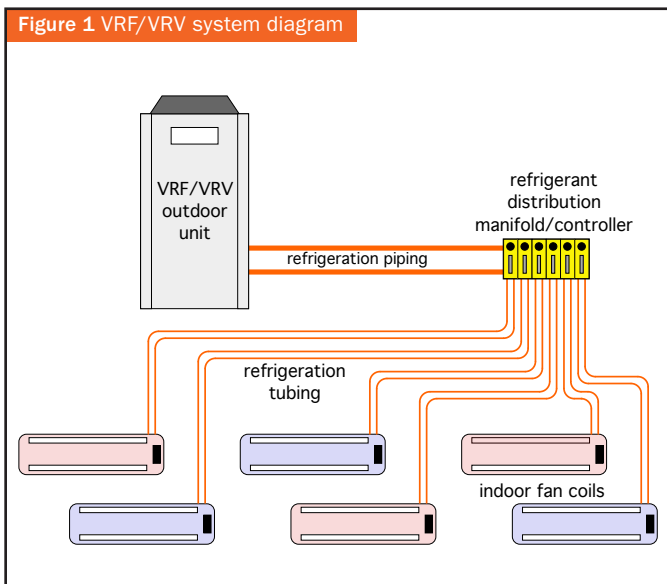 Figure 1 VRF/VRV system diagram
VRF/VRV
outdoor
unit
refrigerant
distribution
manifold/controller
refrigeration piping
refrigeration
tubing
indoor fan coils